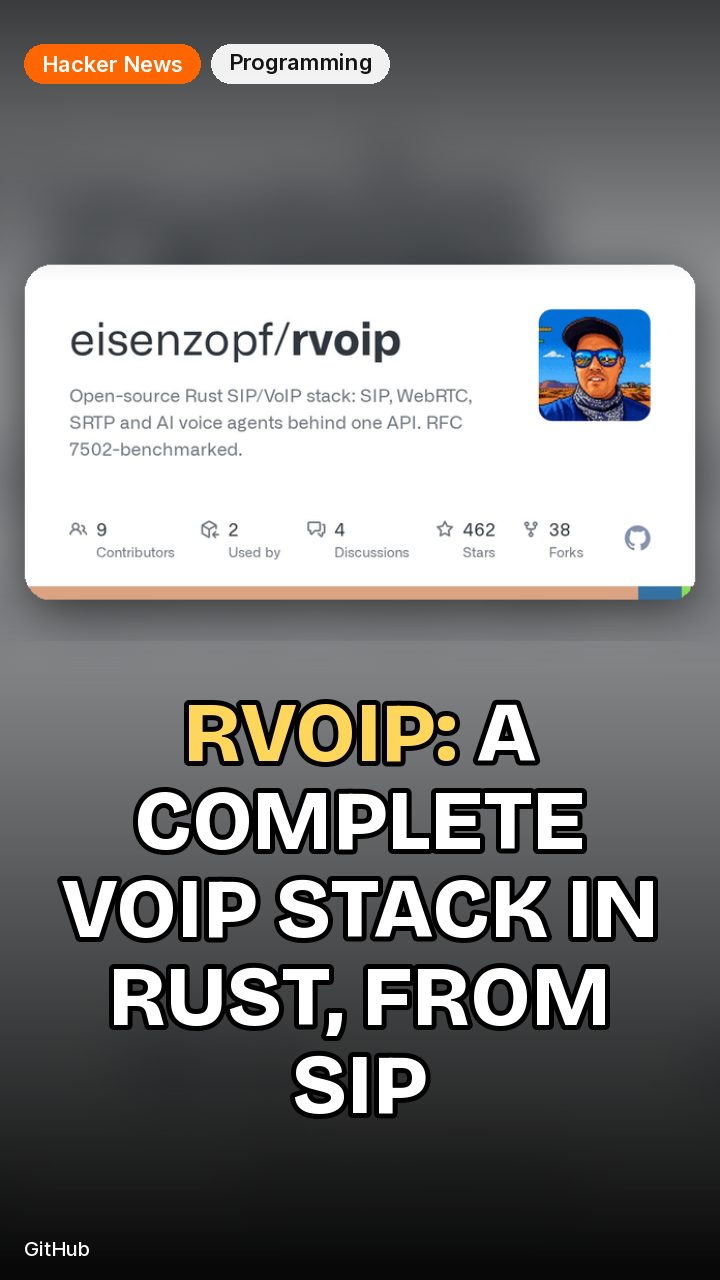 Hacker News
Programming
eisenzopf/rvoip
Open-source Rust SIP/VoIP stack: SIP, WebRTC,
SRTP and AI voice agents behind one API. RFC
7502-benchmarked.
9
Contributors
2
Used by
4
Discussions
462
Stars
38
Forks
RVOIP: A
COMPLETE
VOIP STACK IN
RUST, FROM
SIP
GitHub